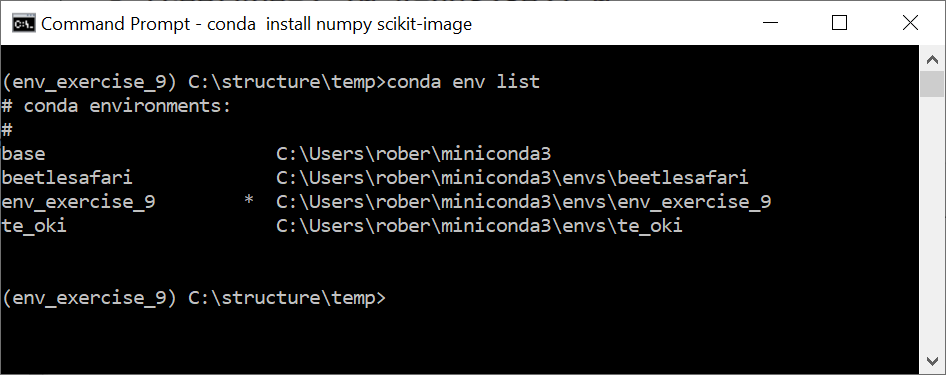 Command Prompt - conda  install numpy scikit-image
(env_exercise_9) C:\structure\temp>conda env list
# conda environments:
#
base                     C:\Users\rober\miniconda3
beetlesafari             C:\Users\rober\miniconda3\envs\beetlesafari
env_exercise_9        *  C:\Users\rober\miniconda3\envs\env_exercise_9
te_oki                   C:\Users\rober\miniconda3\envs\te_oki
(env_exercise_9) C:\structure\temp>